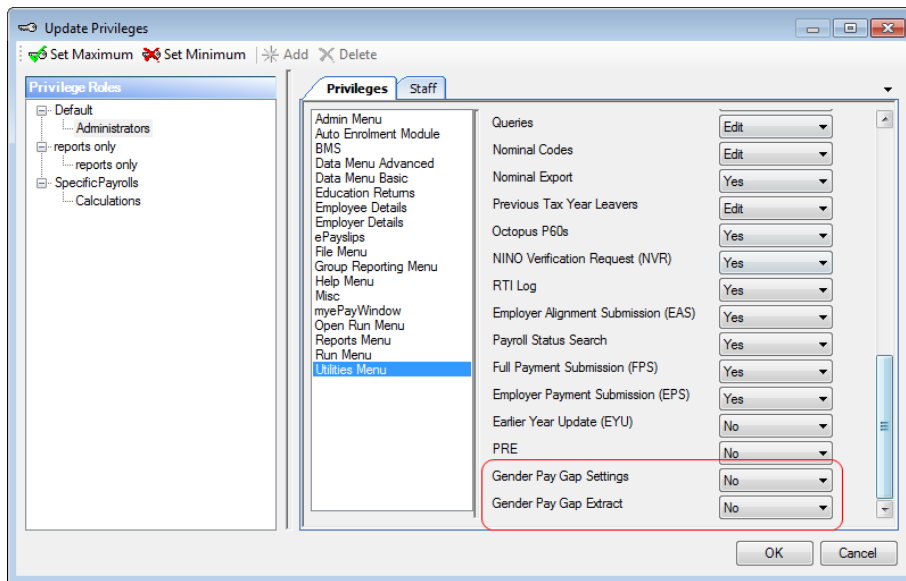 Update Privileges
Set Maximum Set Minimum Add Delete
Privilege Roles
Default
Administrators
reports only
reports only
SpecificPayrolls
Calculations
Privileges Staff
Admin Menu
Auto Enrolment Module
BMS
Data Menu Advanced
Data Menu Basic
Education Returns
Employee Details
Employer Details
ePayslips
File Menu
Group Reporting Menu
Help Menu
Misc
myePayWindow
Open Run Menu
Reports Menu
Run Menu
Utilities Menu
Queries Edit
Nominal Codes Edit
Nominal Export Yes
Previous Tax Year Leavers Edit
Octopus P60s Yes
NINO Verification Request (NVR) Yes
RTI Log Yes
Employer Alignment Submission (EAS) Yes
Payroll Status Search Yes
Full Payment Submission (FPS) Yes
Employer Payment Submission (EPS) Yes
Earlier Year Update (EYU) No
PRE No
Gender Pay Gap Settings No
Gender Pay Gap Extract No
OK Cancel